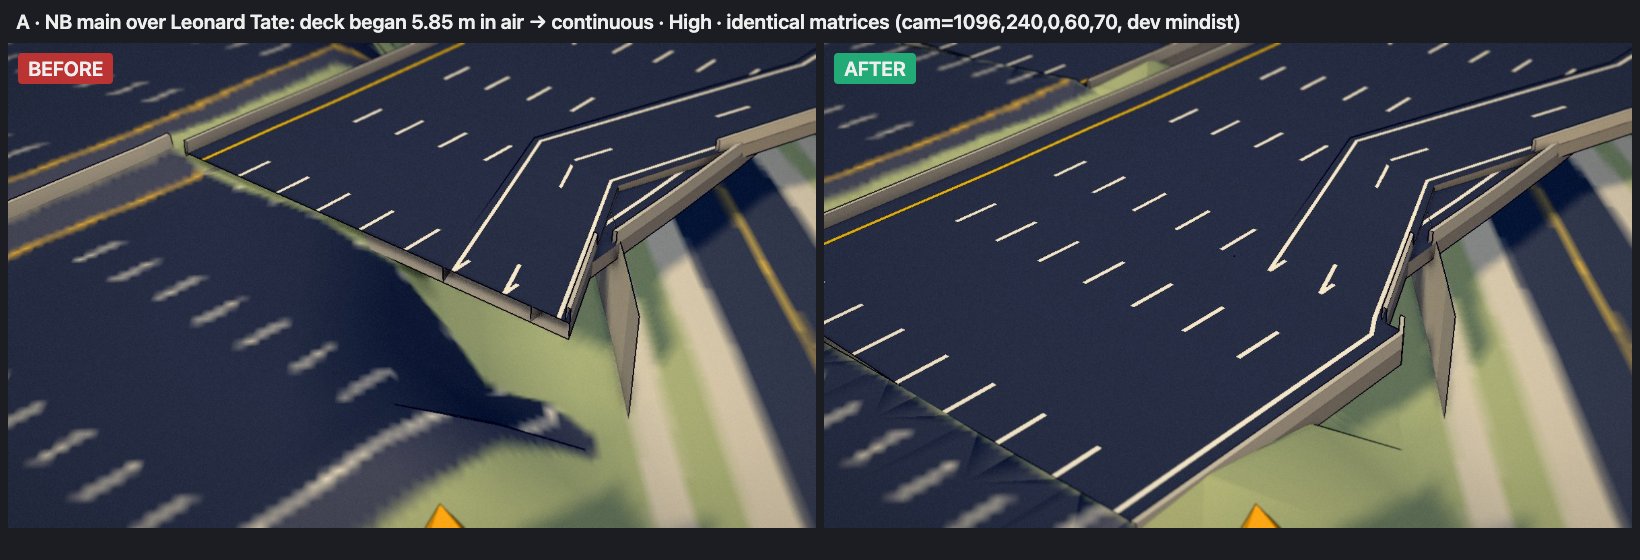 A · NB main over Leonard Tate: deck began 5.85 m in air → continuous · High · identical matrices (cam=1096,240,0,60,70, dev mindist)
BEFORE
AFTER